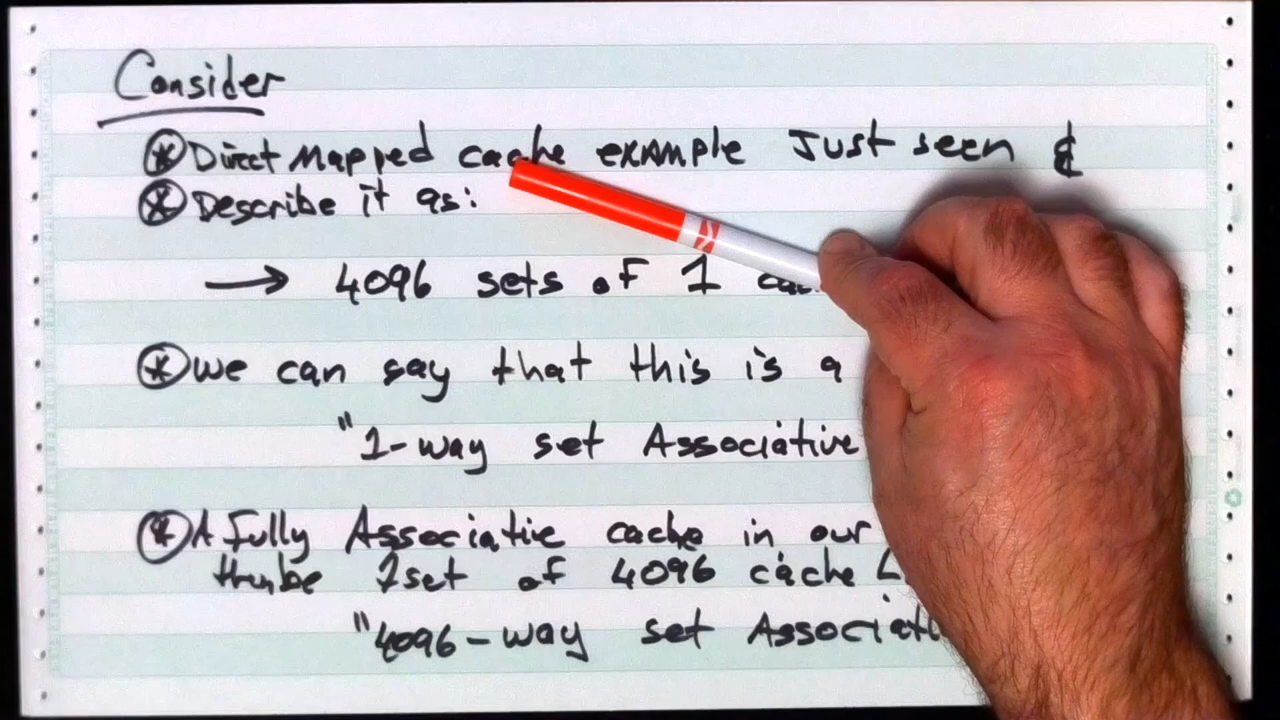 Consider
* Direct Mapped cache example Just seen &
* Describe it as:
→ 4096 sets of 1
* we can say that this is a
"1-way set Associative
* A fully Associative cache in our
then be 1 set of 4096 cache
"4096-way set